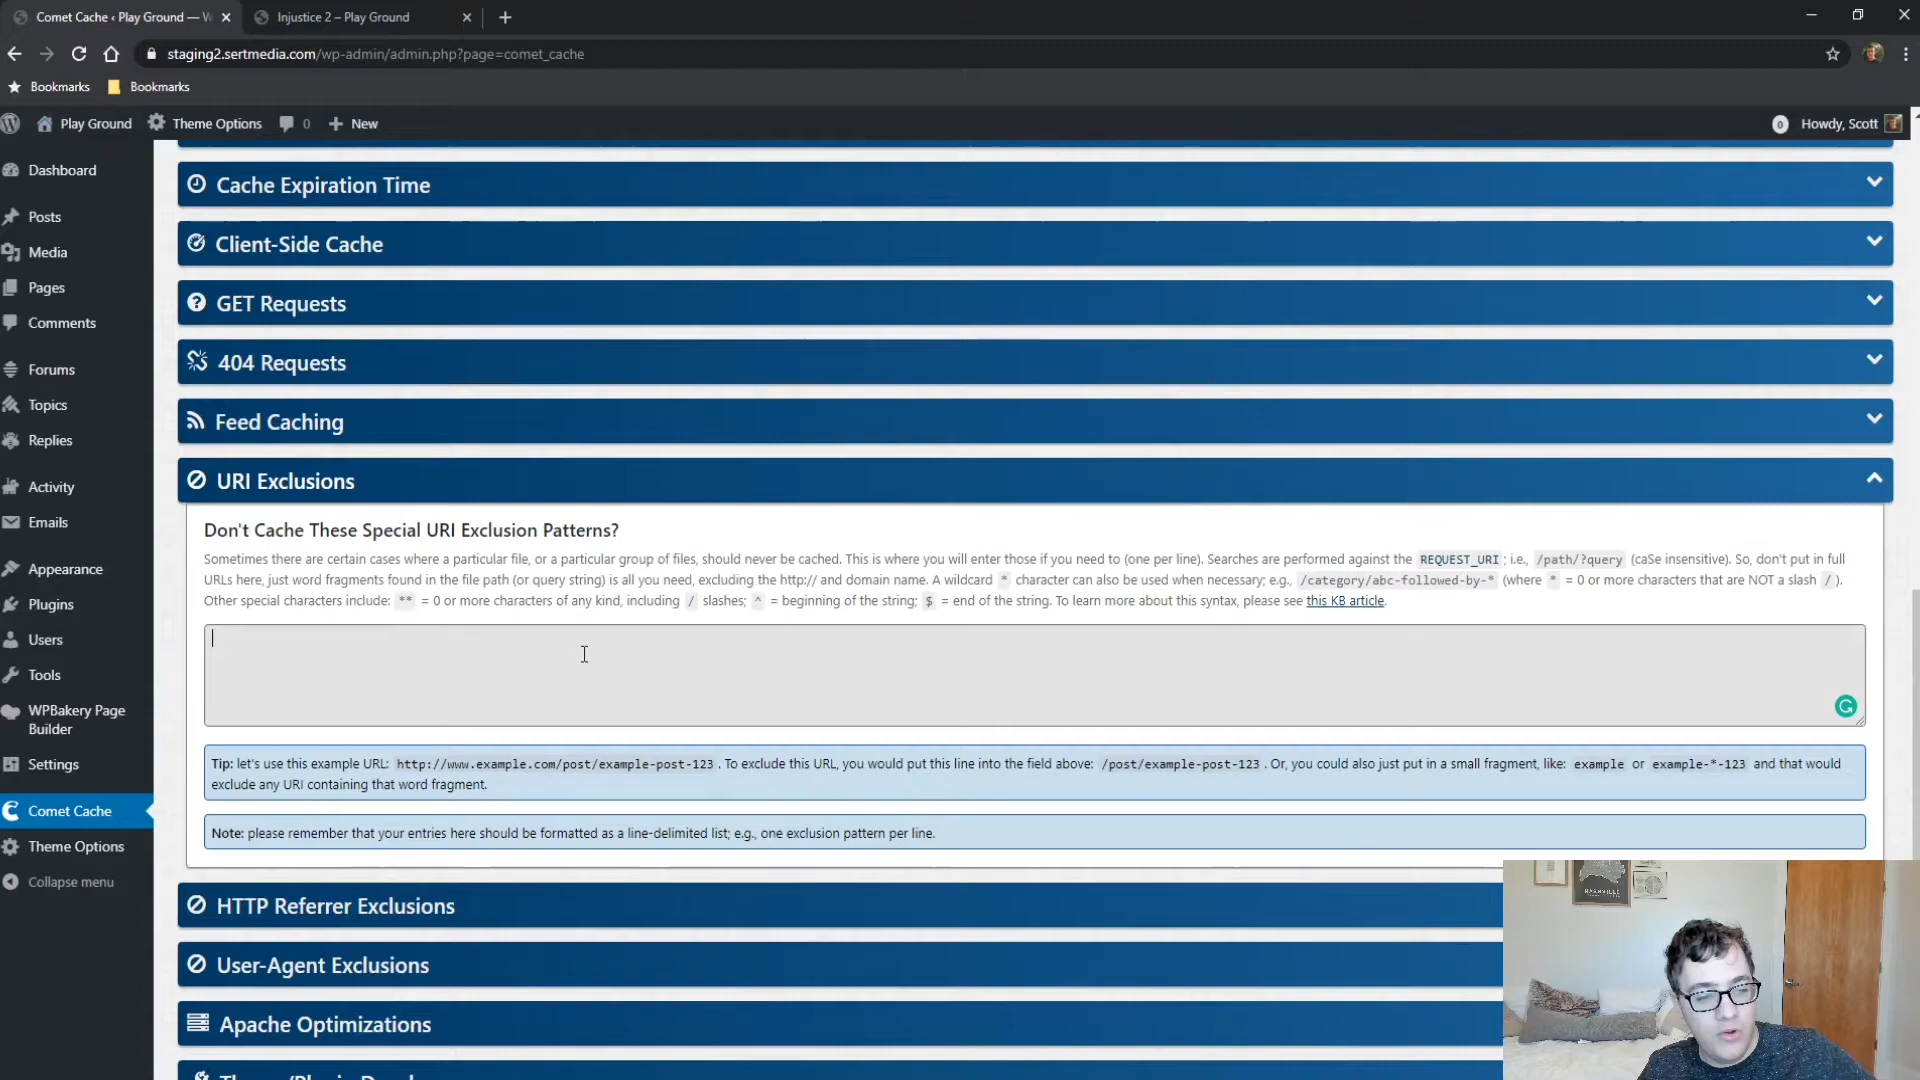 Comet Cache ‹ Play Ground — W
Injustice 2 – Play Ground
staging2.sertmedia.com/wp-admin/admin.php?page=comet_cache
Bookmarks
Bookmarks
Play Ground
Theme Options
0
New
0
Howdy, Scott
Dashboard
Posts
Media
Pages
Comments
Forums
Topics
Replies
Activity
Emails
Appearance
Plugins
Users
Tools
WPBakery Page
Builder
Settings
Comet Cache
Theme Options
Collapse menu
Cache Expiration Time
Client-Side Cache
GET Requests
404 Requests
Feed Caching
URI Exclusions
Don't Cache These Special URI Exclusion Patterns?
Sometimes there are certain cases where a particular file, or a particular group of files, should never be cached. This is where you will enter those if you need to (one per line). Searches are performed against the REQUEST_URI; i.e., /path/?query (caSe insensitive). So, don't put in full
URLs here, just word fragments found in the file path (or query string) is all you need, excluding the http:// and domain name. A wildcard * character can also be used when necessary; e.g., /category/abc-followed-by-* (where * = 0 or more characters that are NOT a slash /).
Other special characters include: ** = 0 or more characters of any kind, including / slashes; ^ = beginning of the string; $ = end of the string. To learn more about this syntax, please see this KB article.
Tip: let's use this example URL: http://www.example.com/post/example-post-123. To exclude this URL, you would put this line into the field above: /post/example-post-123. Or, you could also just put in a small fragment, like: example or example-*-123 and that would
exclude any URI containing that word fragment.
Note: please remember that your entries here should be formatted as a line-delimited list; e.g., one exclusion pattern per line.
HTTP Referrer Exclusions
User-Agent Exclusions
Apache Optimizations
NASHVILLE